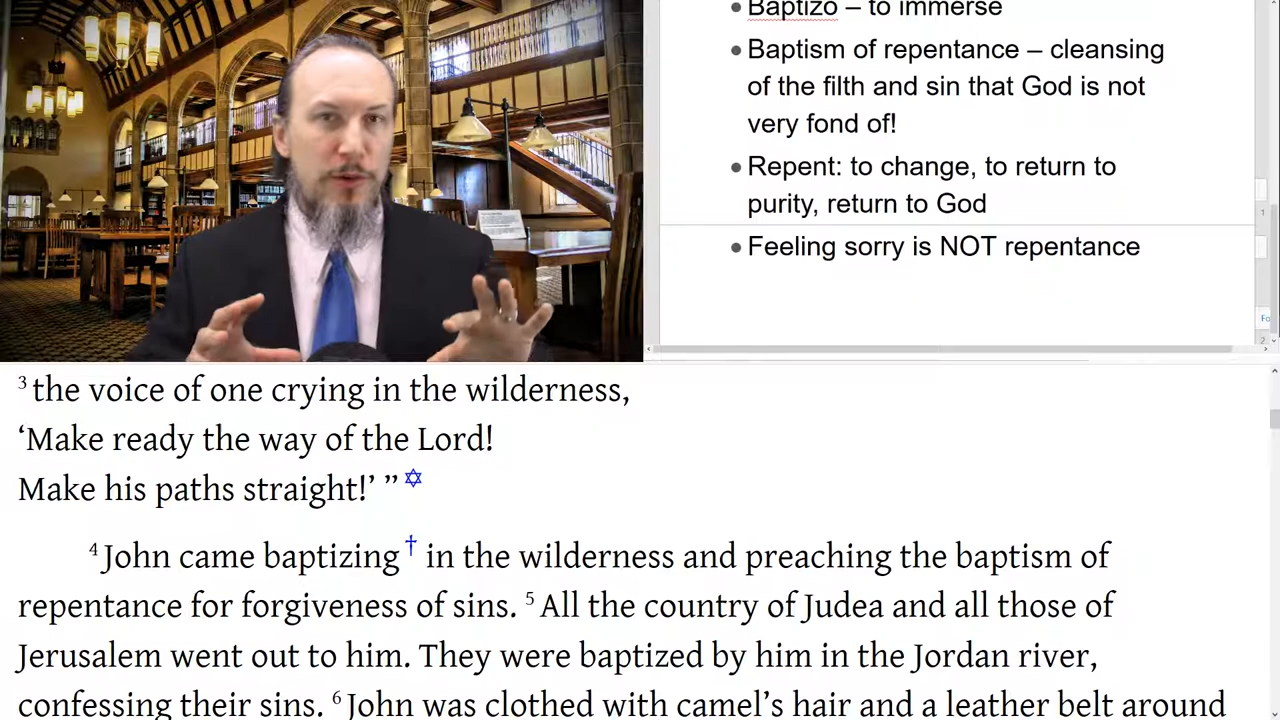 Baptizo – to immerse
Baptism of repentance – cleansing
of the filth and sin that God is not
very fond of!
Repent: to change, to return to
purity, return to God
Feeling sorry is NOT repentance
1
Fo
2
3 the voice of one crying in the wilderness,
‘Make ready the way of the Lord!
Make his paths straight!’ ” ✡
4 John came baptizing † in the wilderness and preaching the baptism of
repentance for forgiveness of sins. 5 All the country of Judea and all those of
Jerusalem went out to him. They were baptized by him in the Jordan river,
confessing their sins. 6 John was clothed with camel’s hair and a leather belt around